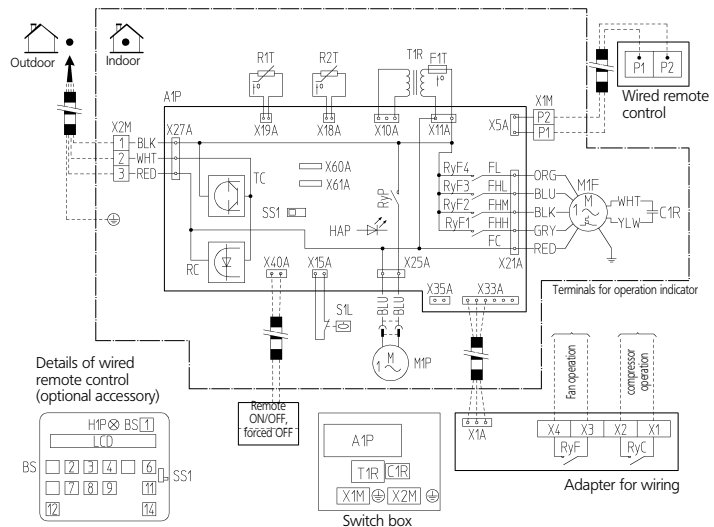 Outdoor
Indoor
R1T
R2T
T1R
F1T
A1P
X19A
X18A
X10A
X11A
X5A
X1M
P2
P1
P1
P2
Wired remote
control
X2M
X27A
1
BLK
2
WHT
3
RED
TC
X60A
X61A
SS1
RyP
HAP
RC
RyF4
FL
RyF3
FHL
RyF2
FHM
RyF1
FHH
FC
ORG
BLU
BLK
GRY
RED
X21A
M1F
M
1
WHT
YLW
C1R
X40A
X15A
X25A
X35A
X33A
S1L
BLU
BLU
M
1
M1P
Terminals for operation indicator
Fan operation
compressor
operation
Remote
ON/OFF,
forced OFF
X1A
X4
X3
X2
X1
RyF
RyC
Adapter for wiring
Details of wired
remote control
(optional accessory)
H1P
BS
1
LCD
BS
2
3
4
6
SS1
7
8
9
11
12
14
A1P
T1R
C1R
X1M
X2M
Switch box